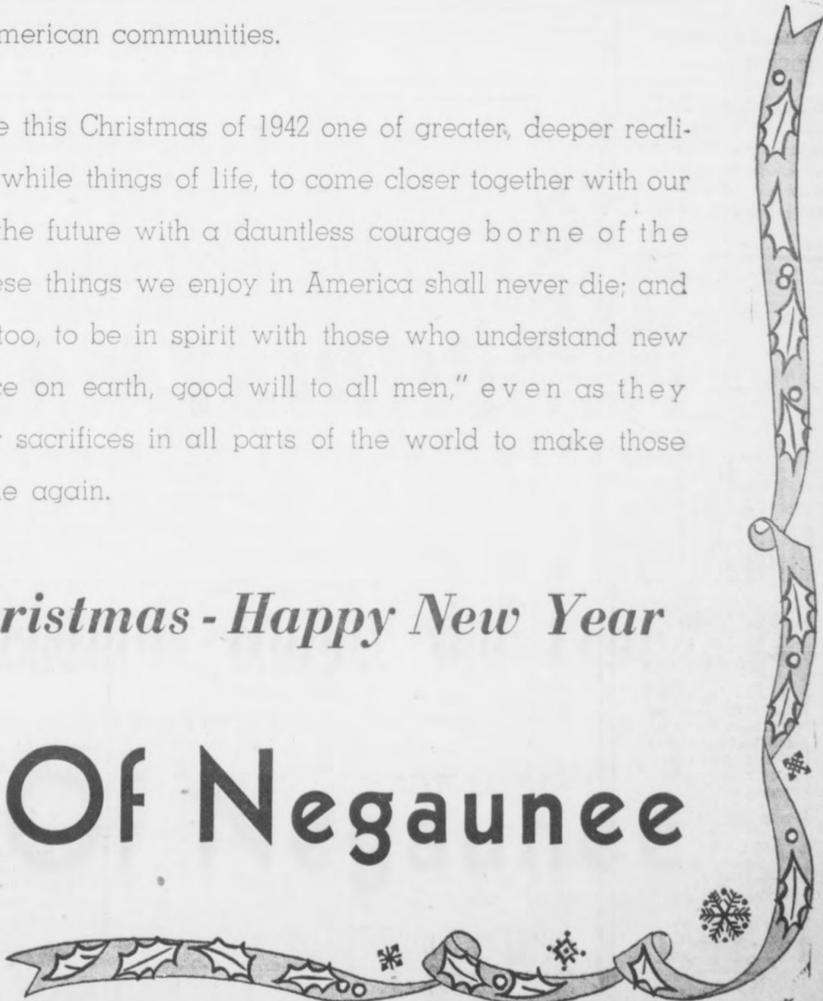 merican communities.
e this Christmas of 1942 one of greater, deeper reali-
while things of life, to come closer together with our
the future with a dauntless courage borne of the
ese things we enjoy in America shall never die; and
too, to be in spirit with those who understand new
ce on earth, good will to all men," even as they
r sacrifices in all parts of the world to make those
e again.
ristmas - Happy New Year
Of Negaunee